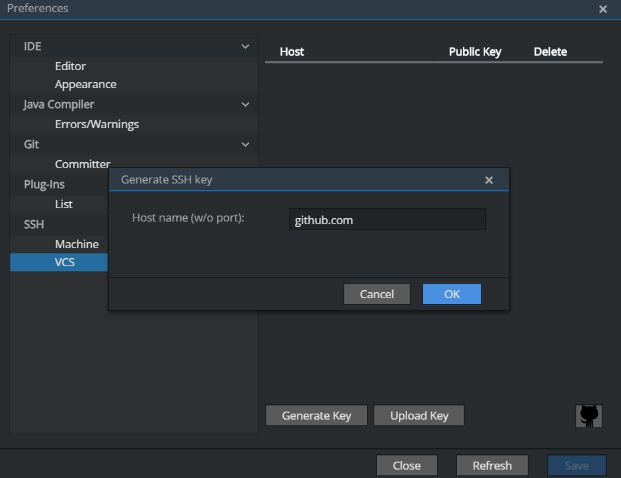 Preferences
IDE
Host Public Key Delete
Editor
Appearance
Java Compiler
Errors/Warnings
Git
Committer
Plug-Ins
Generate SSH key
List
Host name (w/o port): github.com
SSH
Machine
VCS
Cancel OK
Generate Key Upload Key
Close Refresh Save